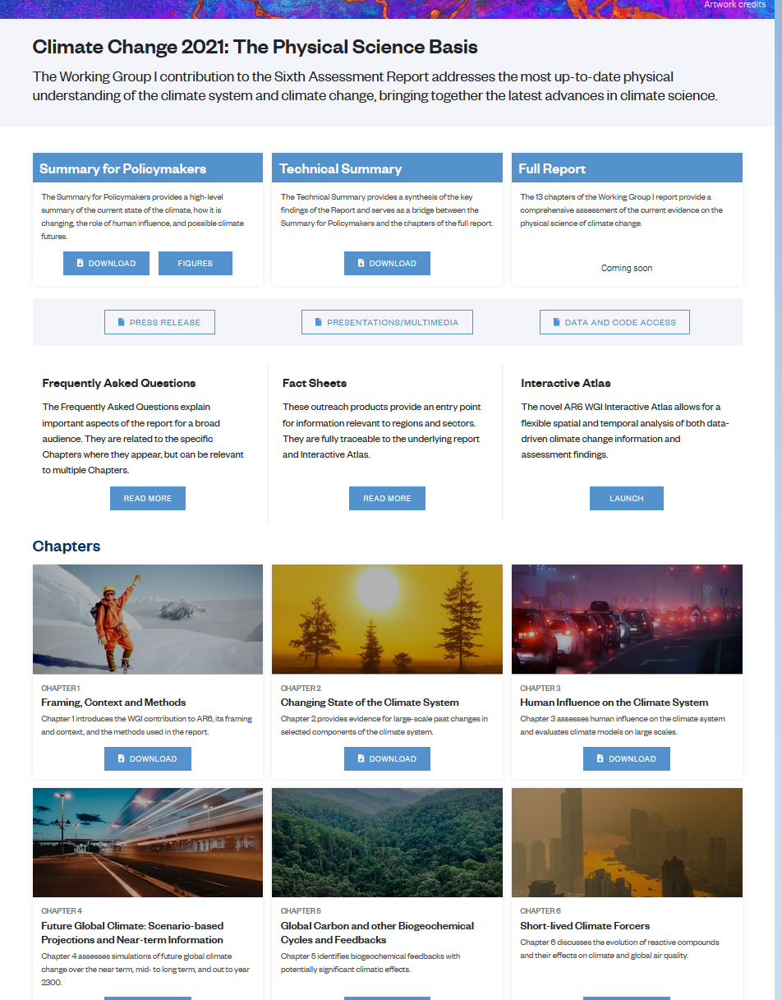 Artwork credits
Climate Change 2021: The Physical Science Basis
The Working Group I contribution to the Sixth Assessment Report addresses the most up-to-date physical
understanding of the climate system and climate change, bringing together the latest advances in climate science.
Summary for Policymakers
The Summary for Policymakers provides a high-level
summary of the current state of the climate, how it is
changing, the role of human influence, and possible climate
futures.
DOWNLOAD
FIGURES
Technical Summary
The Technical Summary provides a synthesis of the key
findings of the Report and serves as a bridge between the
Summary for Policymakers and the chapters of the full report.
DOWNLOAD
Full Report
The 13 chapters of the Working Group I report provide a
comprehensive assessment of the current evidence on the
physical science of climate change.
Coming soon
PRESS RELEASE
PRESENTATIONS/MULTIMEDIA
DATA AND CODE ACCESS
Frequently Asked Questions
The Frequently Asked Questions explain
important aspects of the report for a broad
audience. They are related to the specific
Chapters where they appear, but can be relevant
to multiple Chapters.
READ MORE
Fact Sheets
These outreach products provide an entry point
for information relevant to regions and sectors.
They are fully traceable to the underlying report
and Interactive Atlas.
READ MORE
Interactive Atlas
The novel AR6 WGI Interactive Atlas allows for a
flexible spatial and temporal analysis of both data-
driven climate change information and
assessment findings.
LAUNCH
Chapters
CHAPTER 1
Framing, Context and Methods
Chapter 1 introduces the WGI contribution to AR6, its framing
and context, and the methods used in the report.
DOWNLOAD
CHAPTER 2
Changing State of the Climate System
Chapter 2.provides evidence for large-scale past changes in
selected components of the climate system.
DOWNLOAD
CHAPTER 3
Human Influence on the Climate System
Chapter 3 assesses human influence on the climate system
and evaluates climate models on large scales.
DOWNLOAD
CHAPTER 4
Future Global Climate: Scenario-based
Projections and Near-term Information
Chapter 4 assesses simulations of future global climate
change over the near term, mid- to long term, and out to year
2300.
CHAPTER 5
Global Carbon and other Biogeochemical
Cycles and Feedbacks
Chapter 5 identifies biogeochemical feedbacks with
potentially significant climatic effects.
CHAPTER 6
Short-lived Climate Forcers
Chapter 6 discusses the evolution of reactive compounds
and their effects on climate and global air quality.